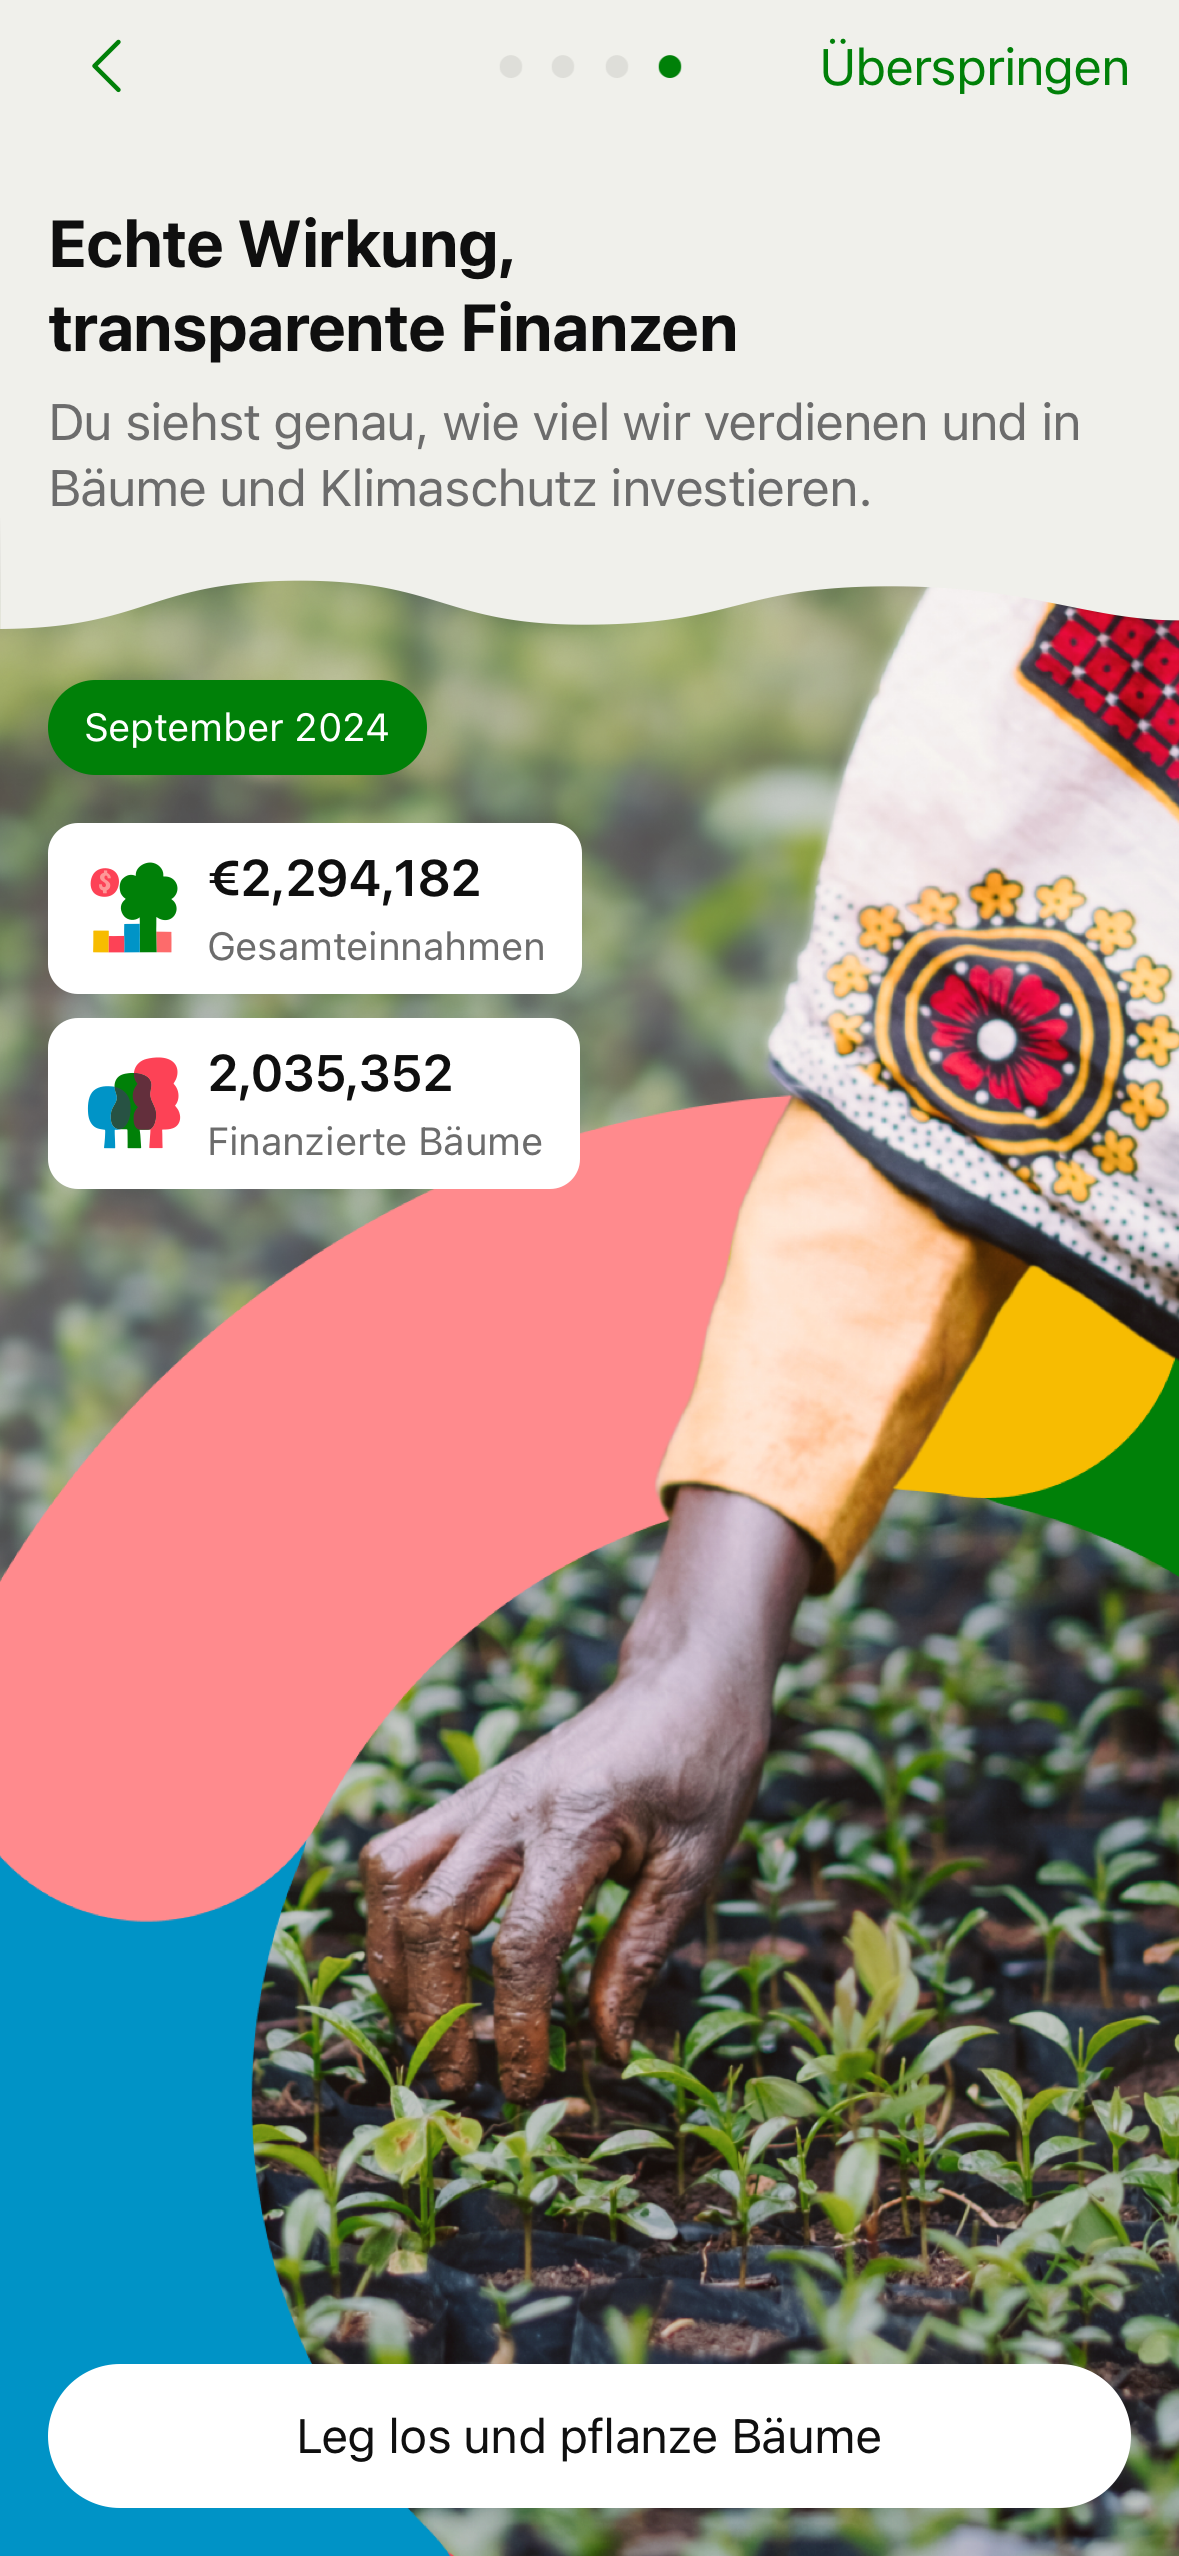 Überspringen
Echte Wirkung,
transparente Finanzen
Du siehst genau, wie viel wir verdienen und in
Bäume und Klimaschutz investieren.
September 2024
€2,294,182
Gesamteinnahmen
2,035,352
Finanzierte Bäume
Leg los und pflanze Bäume